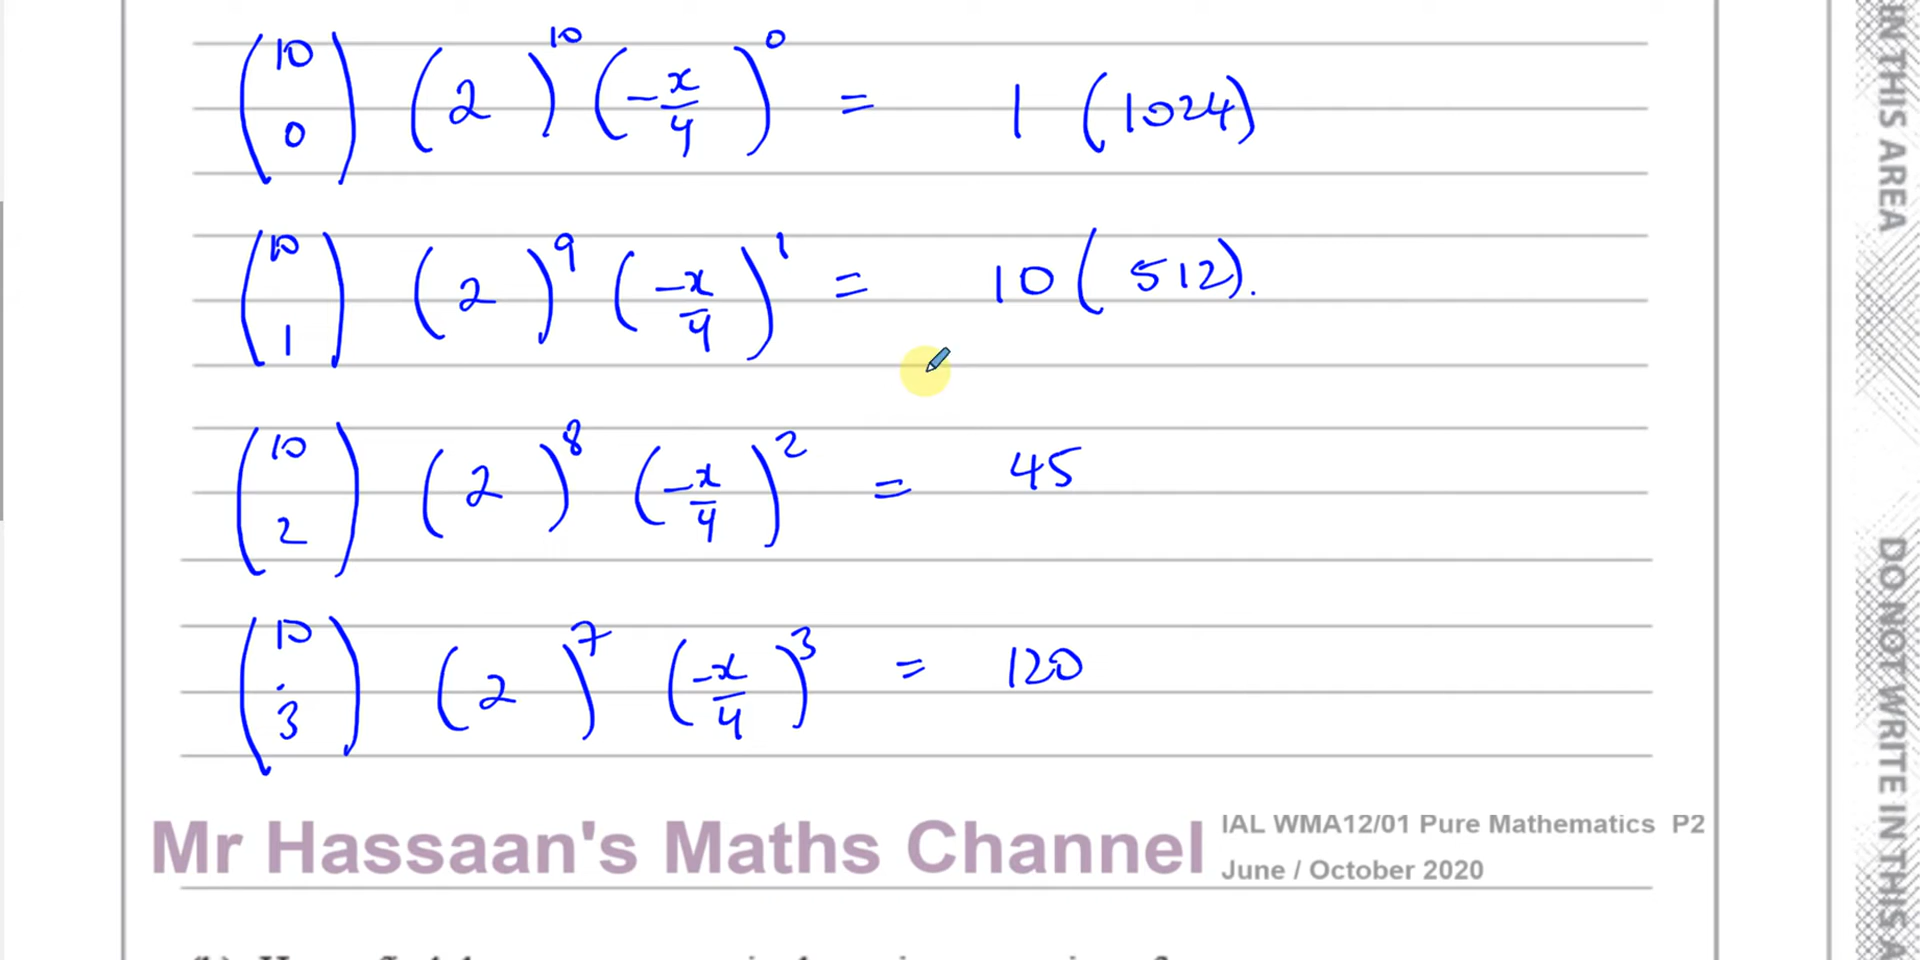 (10 0) (2)^10 (-x/4)^0 = 1 (1024)
(10 1) (2)^9 (-x/4)^1 = 10 (512).
(10 2) (2)^8 (-x/4)^2 = 45
(10 3) (2)^7 (-x/4)^3 = 120
Mr Hassaan's Maths Channel
IAL WMA12/01 Pure Mathematics P2
June / October 2020
IN THIS AREA
DO NOT WRITE IN THIS A